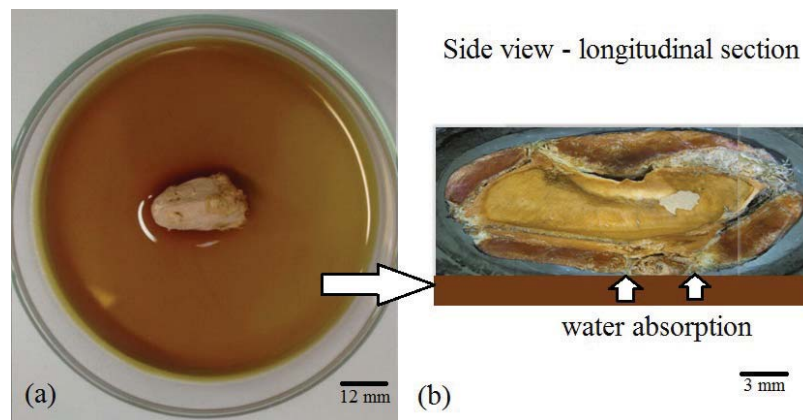 Side view - longitudinal section
water absorption
(a)
12 mm
(b)
3 mm